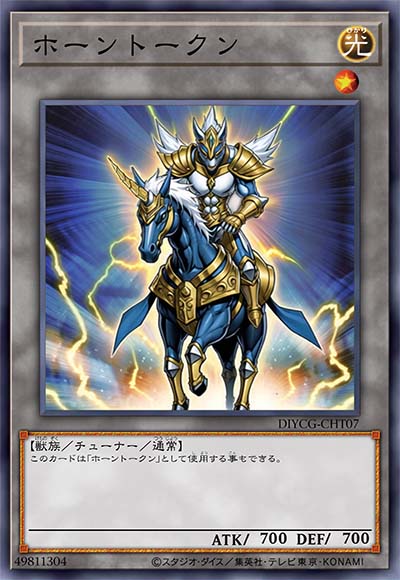 ホーントークン
光
DIYCG-CHT07
【獣族/チューナー/通常】
このカードは「ホーントークン」として使用する事もできる。
ATK/ 700 DEF/ 700
49811304
©スタジオ・ダイス/集英社・テレビ東京・KONAMI